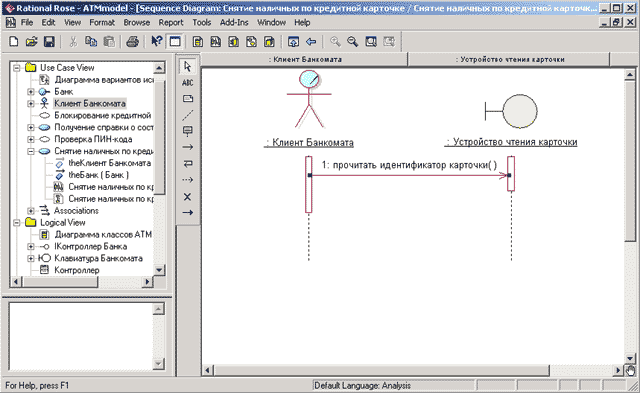 Rational Rose - ATMmodel - [Sequence Diagram: Снятие наличных по кредитной карточке / Снятие наличных по кредитной карточк...
File Edit View Format Browse Report Tools Add-Ins Window Help
Use Case View
Диаграмма вариантов исп
Банк
Клиент Банкомата
Блокирование кредитной
Получение справки о сост
Проверка ПИН-кода
Снятие наличных по креди
theКлиент Банкомата
theБанк ( Банк )
Снятие наличных по кр
Снятие наличных по кр
Associations
Logical View
Диаграмма классов ATM
IКонтроллер Банка
Клавиатура Банкомата
Контроллер
ABC
: Клиент Банкомата
: Устройство чтения карточки
: Клиент Банкомата
: Устройство чтения карточки
1: прочитать идентификатор карточки( )
For Help, press F1
Default Language: Analysis